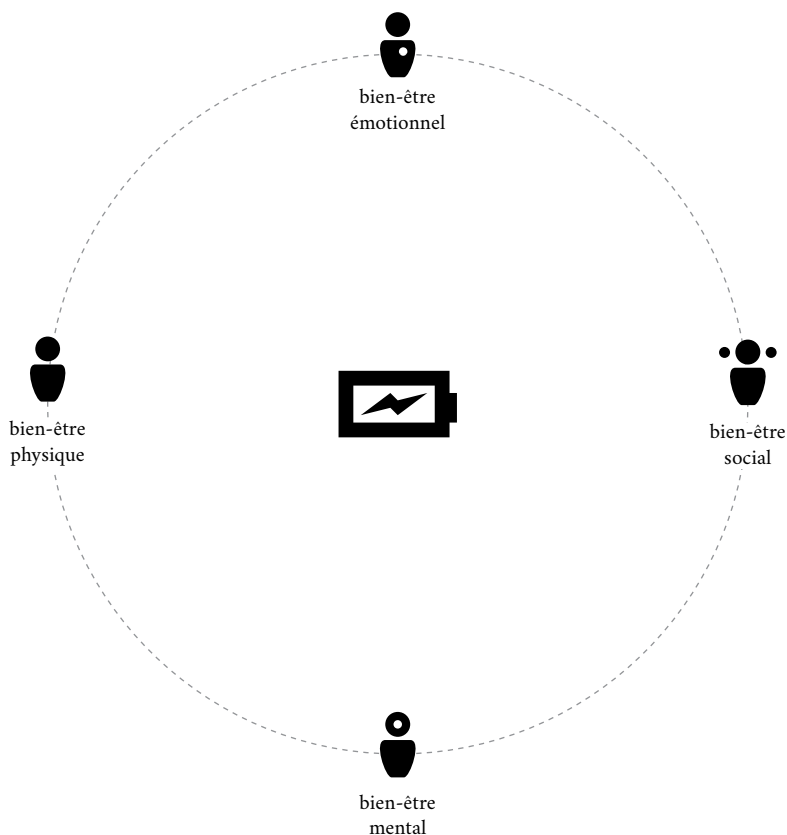 bien-être
émotionnel
bien-être
physique
bien-être
social
bien-être
mental